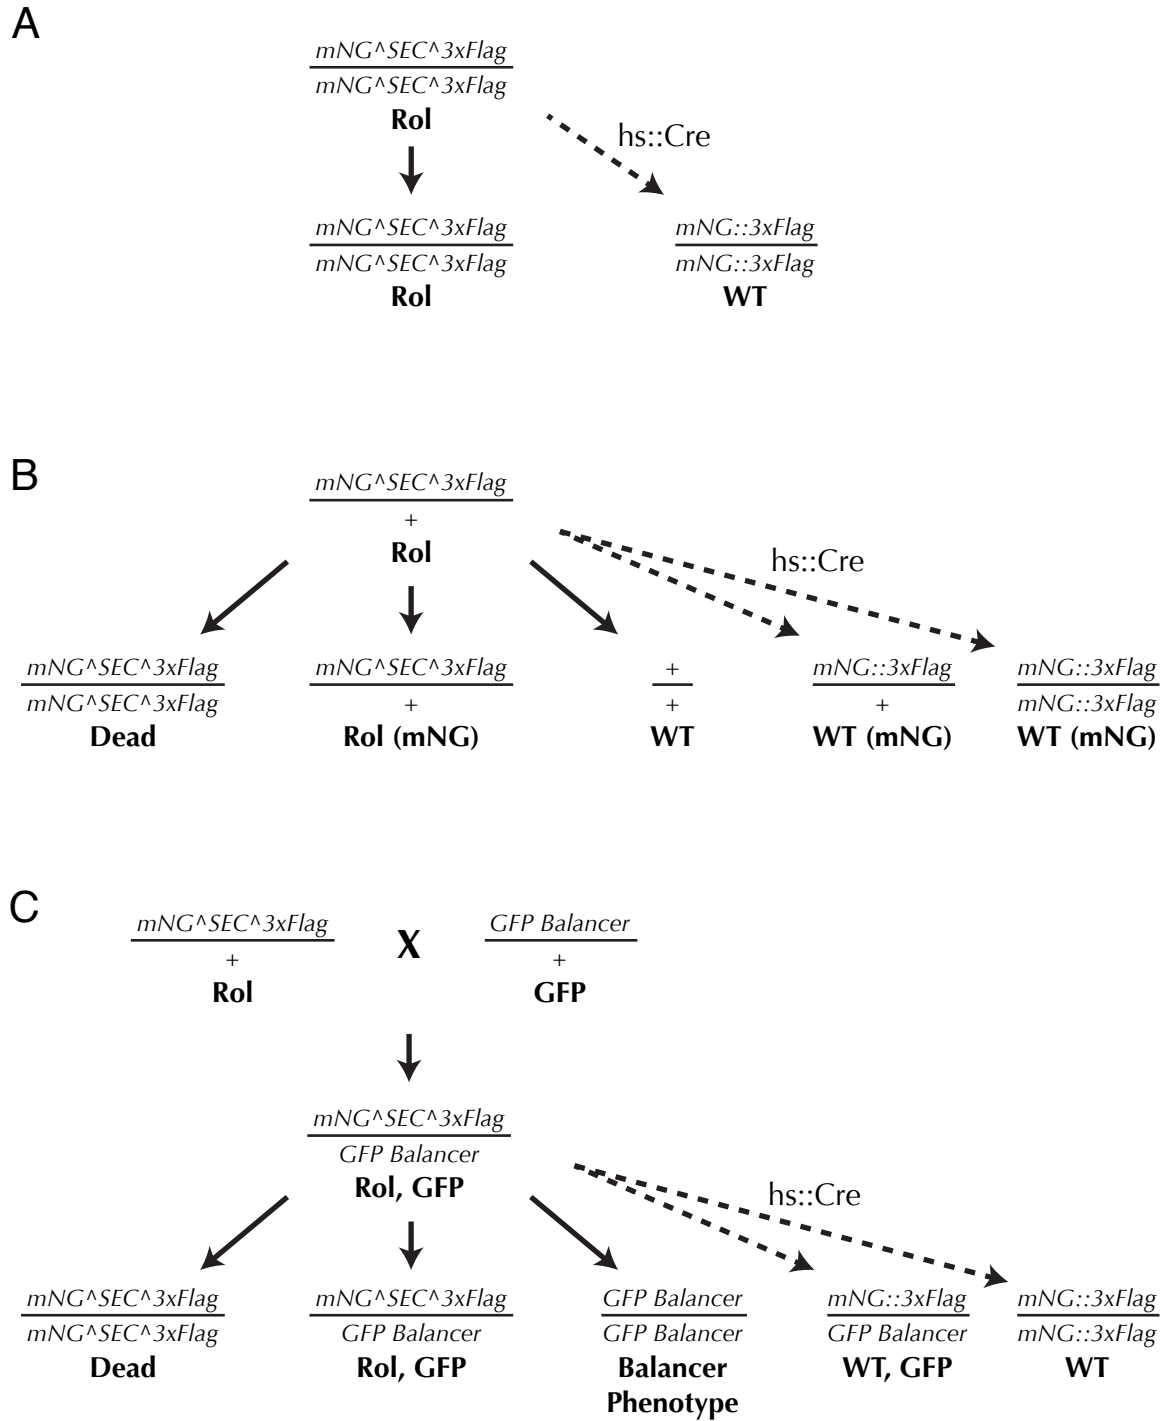 A
mNG^SEC^3xFlag
mNG^SEC^3xFlag
Rol
hs::Cre
mNG^SEC^3xFlag
mNG^SEC^3xFlag
Rol
mNG::3xFlag
mNG::3xFlag
WT
B
mNG^SEC^3xFlag
+
Rol
hs::Cre
mNG^SEC^3xFlag
mNG^SEC^3xFlag
Dead
mNG^SEC^3xFlag
+
Rol (mNG)
+
+
WT
mNG::3xFlag
+
WT (mNG)
mNG::3xFlag
mNG::3xFlag
WT (mNG)
C
mNG^SEC^3xFlag
+
Rol
X
GFP Balancer
+
GFP
mNG^SEC^3xFlag
GFP Balancer
Rol, GFP
hs::Cre
mNG^SEC^3xFlag
mNG^SEC^3xFlag
Dead
mNG^SEC^3xFlag
GFP Balancer
Rol, GFP
GFP Balancer
GFP Balancer
Balancer
Phenotype
mNG::3xFlag
GFP Balancer
WT, GFP
mNG::3xFlag
mNG::3xFlag
WT